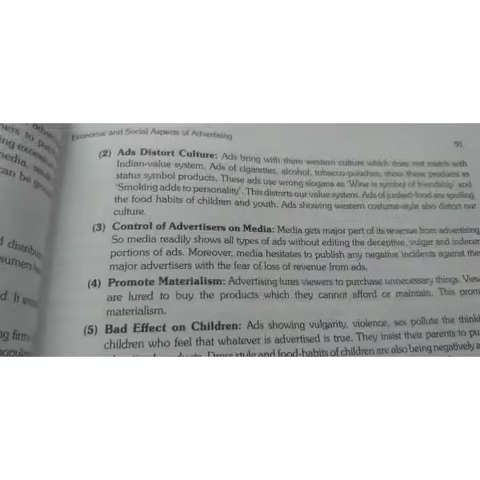 Economic and Social Aspects of Advertising
91
(2) Ads Distort Culture: Ads bring with them western culture which does not match with
Indian-value system. Ads of cigarettes, alcohol, tobacco-pouches, show these products as
status symbol products. These ads use wrong slogans as 'Wine is symbol of friendship' and
'Smoking adds to personality'. This distorts our value system. Ads of junked-food are spoiling
the food habits of children and youth. Ads showing western costume-style also distort our
culture.
(3) Control of Advertisers on Media: Media gets major part of its revenue from advertising
So media readily shows all types of ads without editing the deceptive, vulgar and indecent
portions of ads. Moreover, media hesitates to publish any negative incidents against the
major advertisers with the fear of loss of revenue from ads.
(4) Promote Materialism: Advertising lures viewers to purchase unnecessary things. View
are lured to buy the products which they cannot afford or maintain. This prom
materialism.
(5) Bad Effect on Children: Ads showing vulgarity, violence, sex pollute the think
children who feel that whatever is advertised is true. They insist their parents to pu
products. Dress style and food-habits of children are also being negatively a